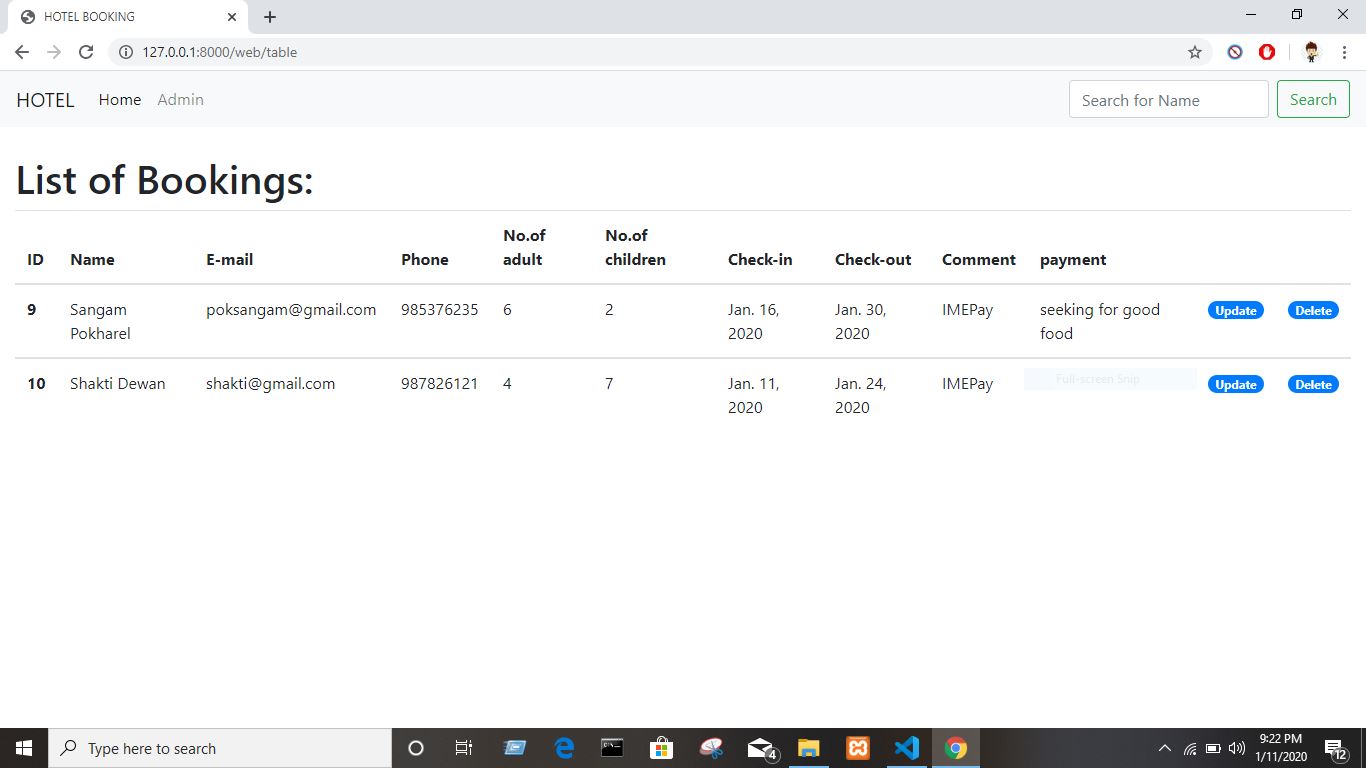 HOTEL BOOKING
127.0.0.1:8000/web/table
HOTEL Home Admin Search for Name Search
List of Bookings:
ID Name E-mail Phone No.of adult No.of children Check-in Check-out Comment payment
9 Sangam Pokharel poksangam@gmail.com 985376235 6 2 Jan. 16, 2020 Jan. 30, 2020 IMEPay seeking for good food Update Delete
10 Shakti Dewan shakti@gmail.com 987826121 4 7 Jan. 11, 2020 Jan. 24, 2020 IMEPay Full-screen Snip Update Delete
Type here to search 4 9:22 PM
1/11/2020 12